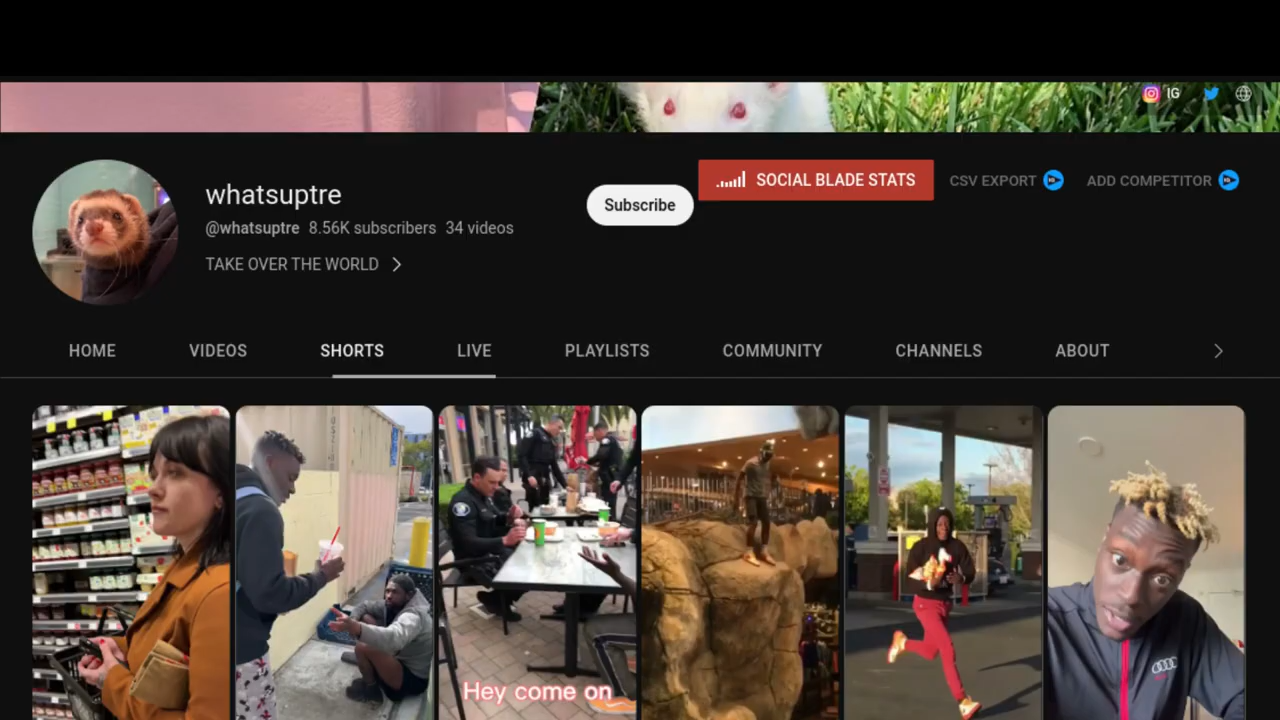 IG
whatsuptre
Subscribe
SOCIAL BLADE STATS
CSV EXPORT
ADD COMPETITOR
@whatsuptre 8.56K subscribers 34 videos
TAKE OVER THE WORLD
HOME VIDEOS SHORTS LIVE PLAYLISTS COMMUNITY CHANNELS ABOUT
Hey come on